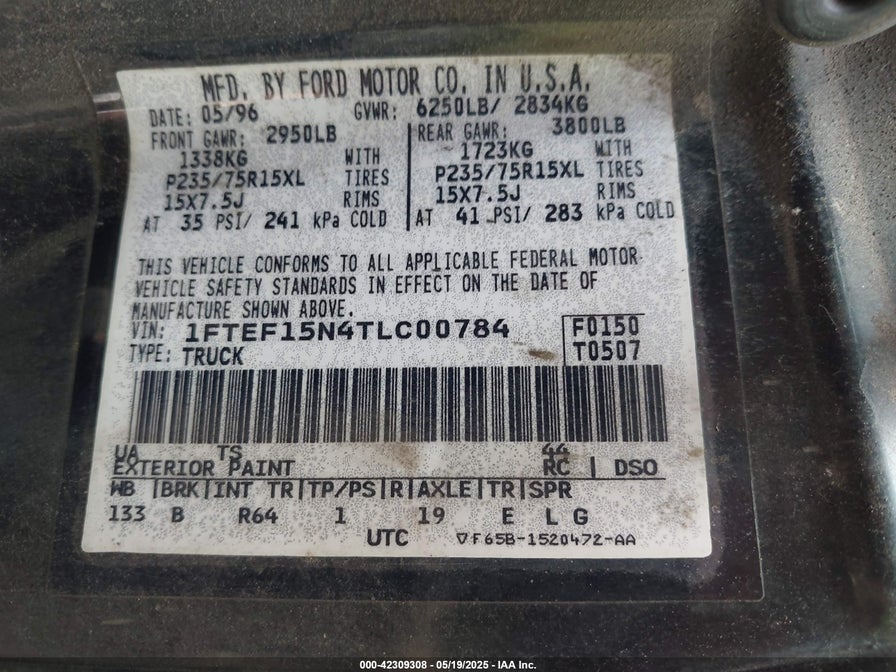 MFD. BY FORD MOTOR CO. IN U.S.A.
DATE: 05/96 GVWR: 6250LB/ 2834KG
FRONT GAWR: 2950LB REAR GAWR: 3800LB
1338KG WITH 1723KG WITH
P235/75R15XL TIRES P235/75R15XL TIRES
15X7.5J RIMS 15X7.5J RIMS
AT 35 PSI/ 241 kPa COLD AT 41 PSI/ 283 kPa COLD
THIS VEHICLE CONFORMS TO ALL APPLICABLE FEDERAL MOTOR
VEHICLE SAFETY STANDARDS IN EFFECT ON THE DATE OF
MANUFACTURE SHOWN ABOVE.
VIN: 1FTEF15N4TLC00784 F0150
TYPE: TRUCK T0507
UA TS 44
EXTERIOR PAINT RC | DSO
WB |BRK|INT TR|TP/PS|R|AXLE|TR|SPR
133 B R64 1 19 E L G
UTC ▽F65B-1520472-AA
000-42309308 - 05/19/2025 - IAA Inc.